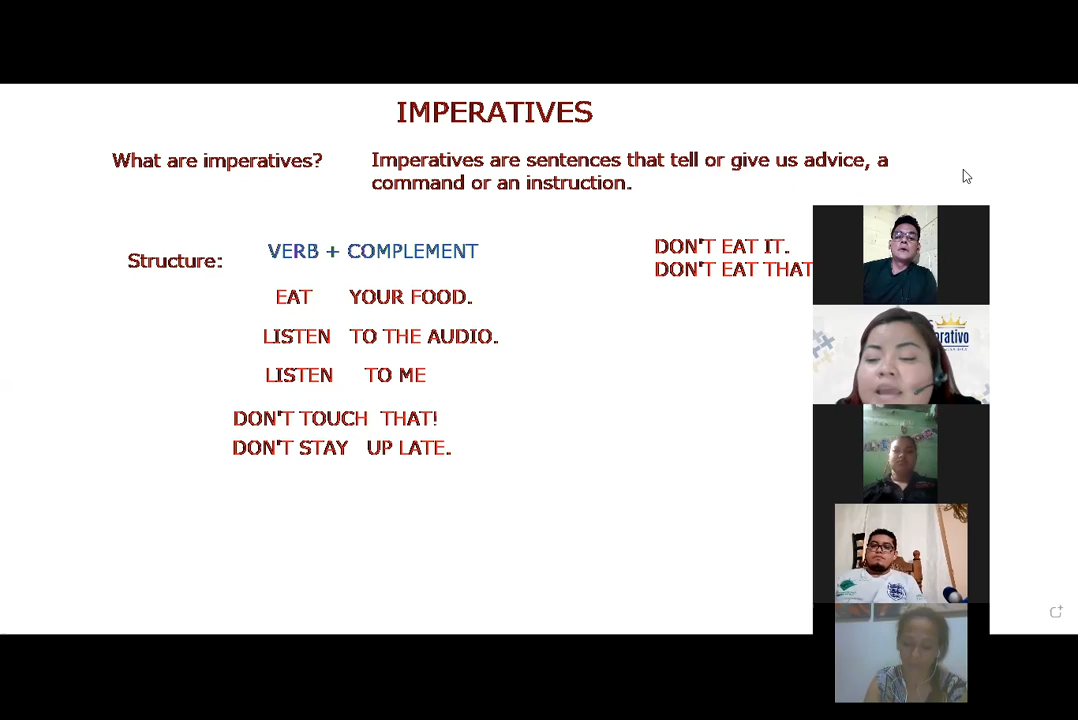 IMPERATIVES
What are imperatives?
Imperatives are sentences that tell or give us advice, a
command or an instruction.
Structure:
VERB + COMPLEMENT
EAT YOUR FOOD.
LISTEN TO THE AUDIO.
LISTEN TO ME
DON'T TOUCH THAT!
DON'T STAY UP LATE.
DON'T EAT IT.
DON'T EAT THAT